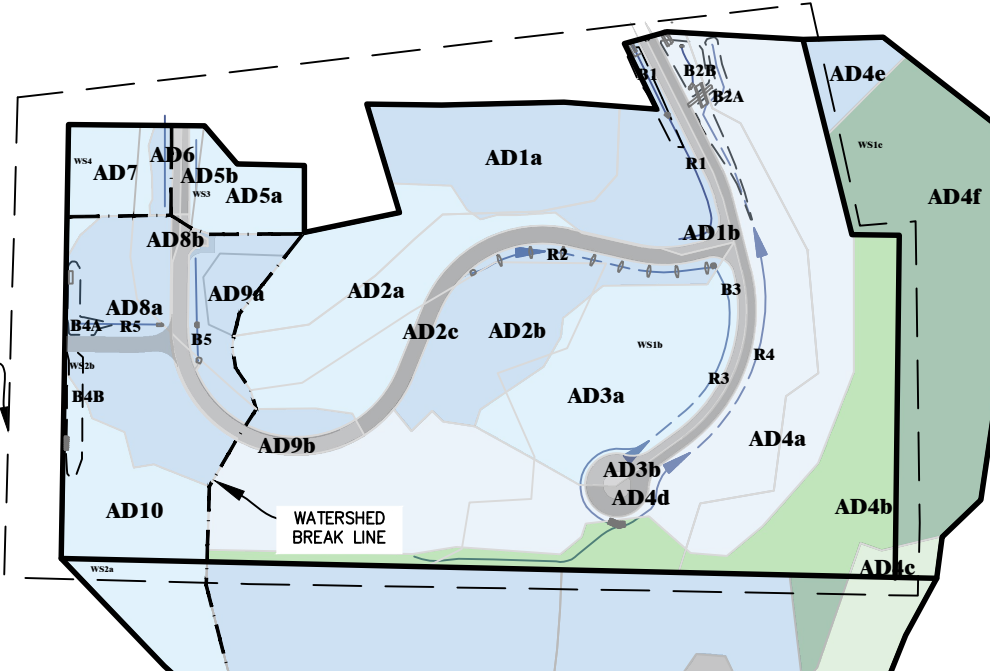 AD4e
B1
B2B
B2A
WS1c
AD6
WS4
AD7
AD5b
WS3
AD5a
AD1a
R1
AD4f
AD8b
AD1b
R2
AD9a
AD2a
B3
AD8a
B4A
R5
B5
AD2c
AD2b
WS1b
R4
WS2b
B4B
R3
AD3a
AD4a
AD9b
AD3b
AD4d
AD10
AD4b
WATERSHED
BREAK LINE
WS2a
AD4c